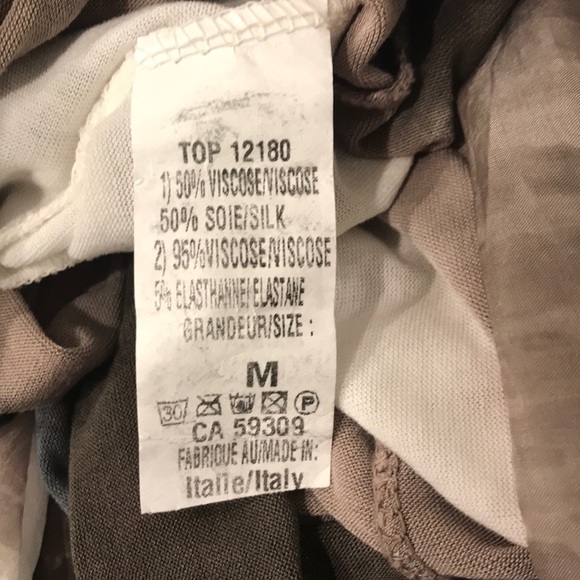 TOP 12180
1) 50% VISCOSE/VISCOSE
50% SOIE/SILK
2) 95%VISCOSE/VISCOSE
5% ELASTHANNE/ELASTANE
GRANDEUR/SIZE :
M
30 P
CA 59309
FABRIQUE AU/MADE IN:
Italie/Italy